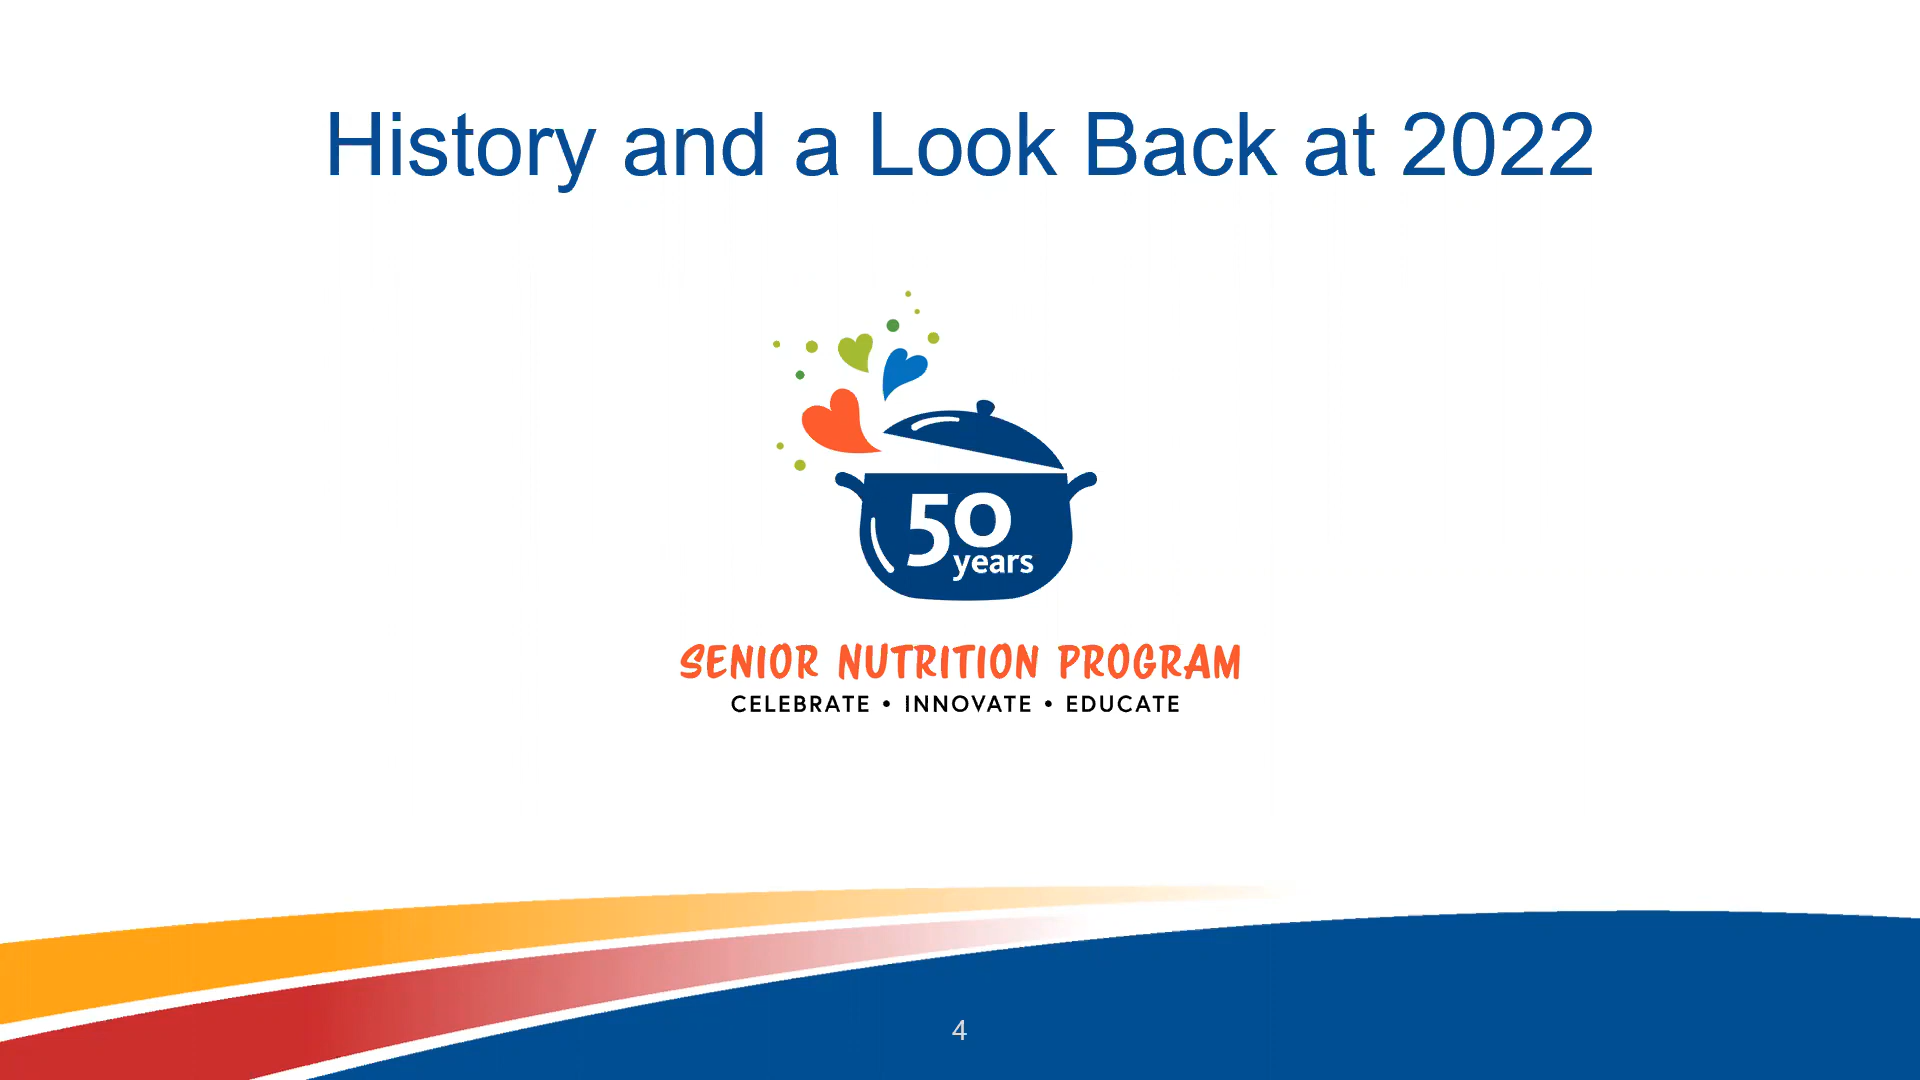 History and a Look Back at 2022
50
years
SENIOR NUTRITION PROGRAM
CELEBRATE • INNOVATE • EDUCATE
4